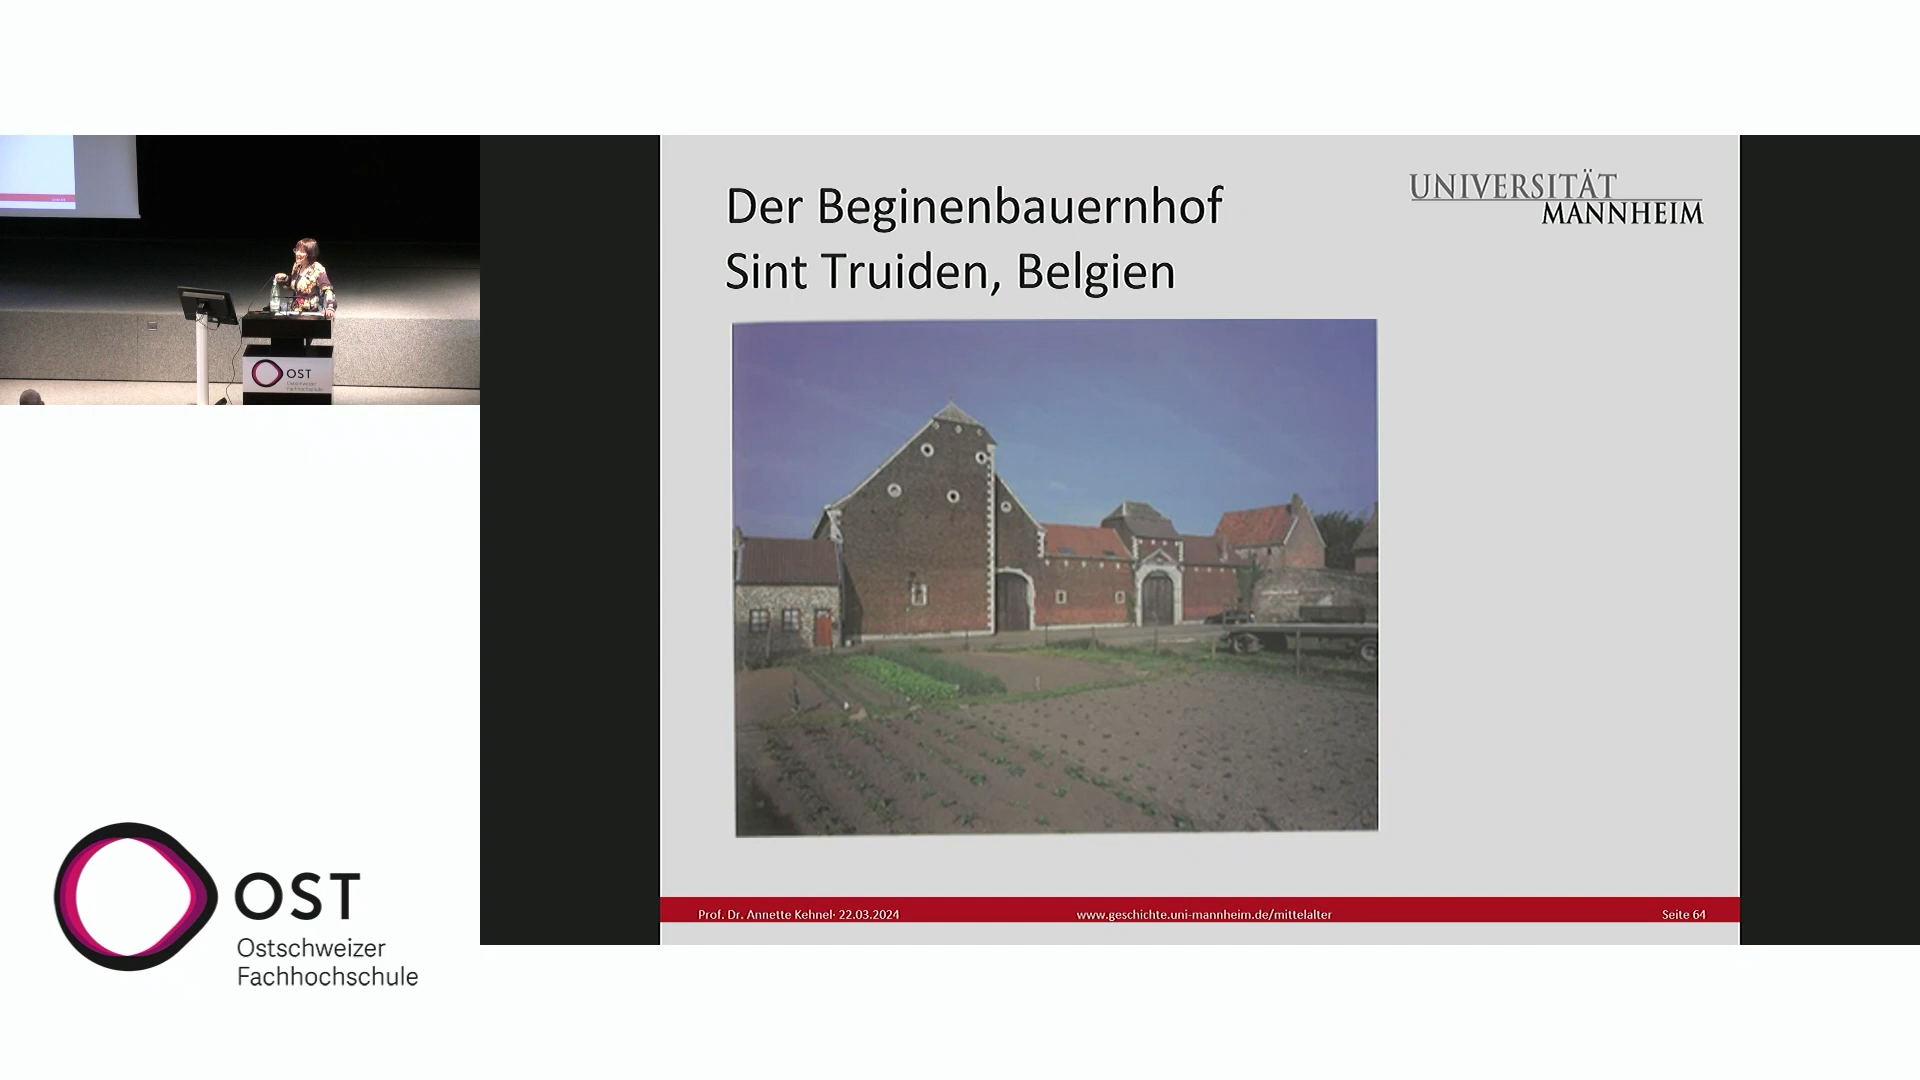 Der Beginenbauernhof
Sint Truiden, Belgien
UNIVERSITÄT
MANNHEIM
OST
OST
Ostschweizer
Fachhochschule
Prof. Dr. Annette Kehnel· 22.03.2024
www.geschichte.uni-mannheim.de/mittelalter
Seite 64